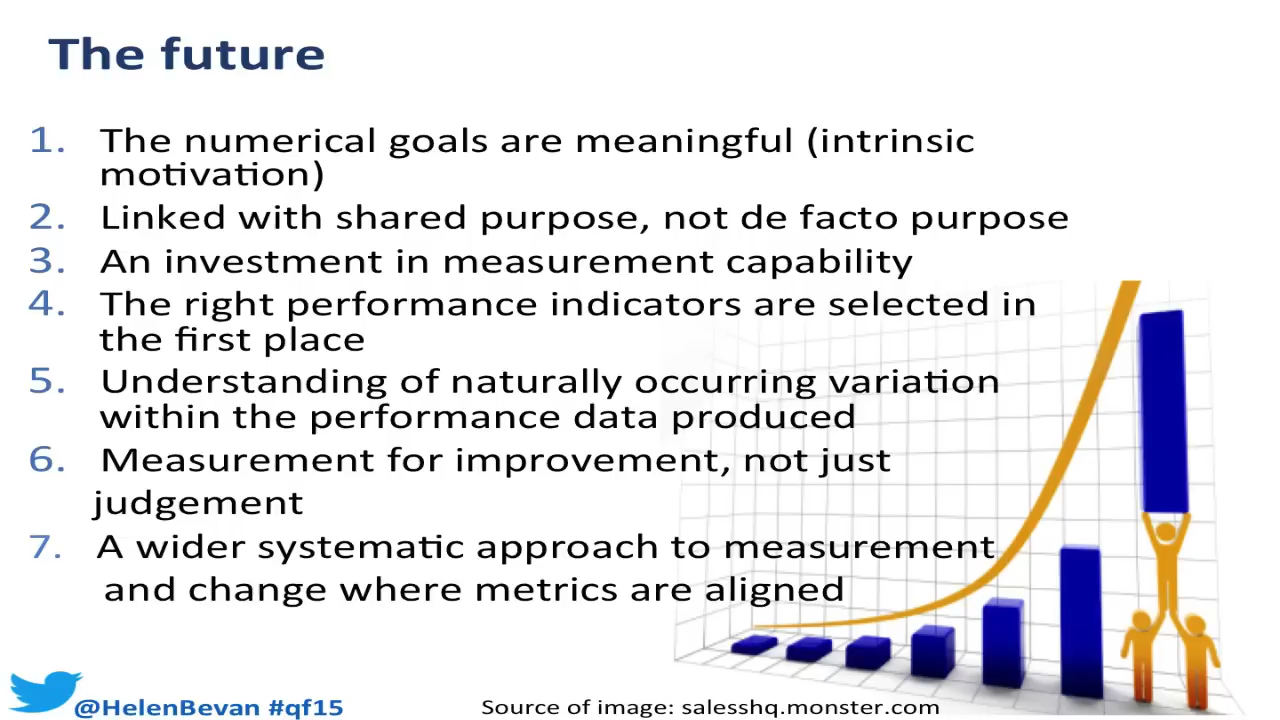 The future
1. The numerical goals are meaningful (intrinsic
motivation)
2. Linked with shared purpose, not de facto purpose
3. An investment in measurement capability
4. The right performance indicators are selected in
the first place
5. Understanding of naturally occurring variation
within the performance data produced
6. Measurement for improvement, not just
judgement
7. A wider systematic approach to measurement
and change where metrics are aligned
@HelenBevan #qf15
Source of image: salesshq.monster.com